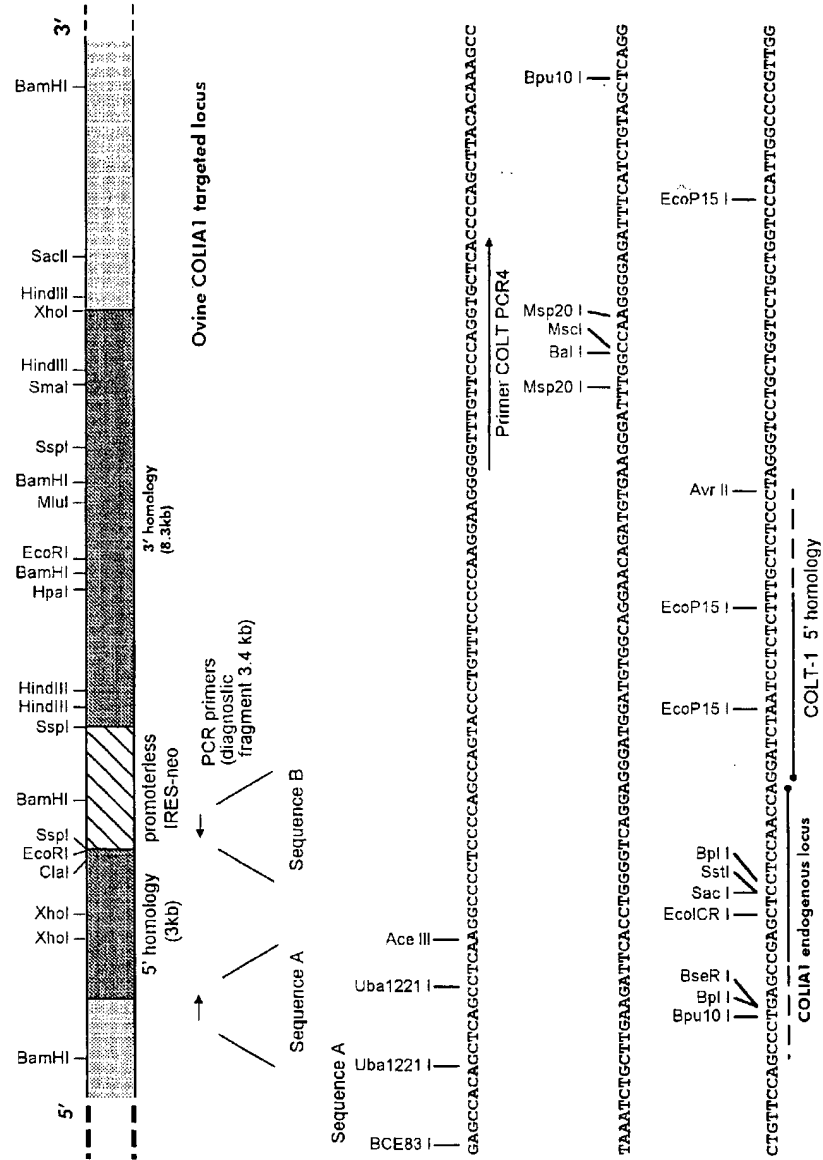 5' 3'
BamHI
XhoI
XhoI
ClaI
EcoRI
SspI
BamHI
SspI
HindIII
HindIII
HpaI
BamHI
EcoRI
MluI
BamHI
SspI
SmaI
HindIII
XhoI
HindIII
SacII
BamHI
5' homology
(3kb)
promoterless
IRES-neo
3' homology
(8.3kb)
Ovine COLIA1 targeted locus
PCR primers
(diagnostic
fragment 3.4 kb)
Sequence A
Sequence B
Sequence A
BCE83 I
Uba1221 I
Uba1221 I
Ace III
GAGCCACAGCTCAGCCTCAAGGCCCCTCCCCAGCCAGTACCCTGTTTCCCCCAAGGAAGGGGGTTTGTTCCCAGGTGCTCACCCCAGCTTACACAAAGCC
Primer COLT PCR4
Msp20 I
Bal I
MscI
Msp20 I
Bpu10 I
TAAATCTGCTTGAAGATTCACCTGGGGTCAGGAGGGATGGATGTGGCAGGAACAGATGTGAAGGGATTTGGCCAAGGGGAGATTTCATCTGTAGCTCAGG
Bpu10 I
Bpl I
BseR I
EcoICR I
Sac I
SstI
Bpl I
EcoP15 I
EcoP15 I
Avr II
EcoP15 I
CTGTTCCAGCCCTGAGCCGAGCTCCTCCAACCAGGATCTAATCCTCTCTTTGCTCTCCCTAGGGTCCTGCTGGTCCTGCTGGTCCCATTGGCCCCGTTGG
COLIA1 endogenous locus
COLT-1 5' homology